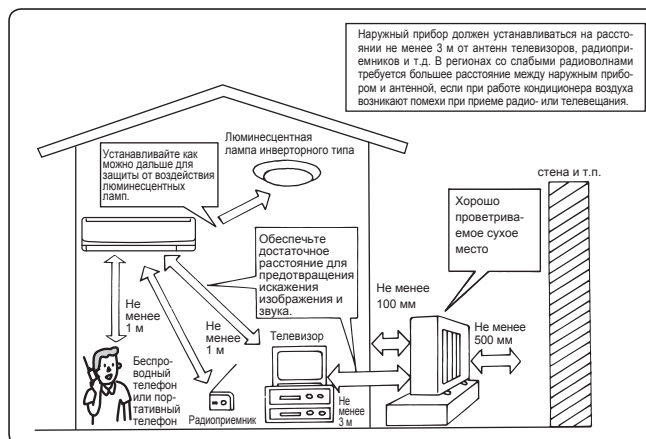 Наружный прибор должен устанавливаться на рассто-
янии не менее 3 м от антенн телевизоров, радиопри-
емников и т.д. В регионах со слабыми радиоволнами
требуется большее расстояние между наружным прибо-
ром и антенной, если при работе кондиционера воздуха
возникают помехи при приеме радио- или телевещания.
Люминесцентная
лампа инверторного типа
Устанавливайте как
можно дальше для
защиты от воздействия
люминесцентных
ламп.
стена и т.п.
Хорошо
проветрива-
емое сухое
место
Обеспечьте
достаточное
расстояние для
предотвращения
искажения
изображения и
звука.
Не менее
100 мм
Не
менее
1 м
Не
менее
1 м
Не менее
500 мм
Телевизор
Беспро-
водный
телефон
или пор-
тативный
телефон
Радиоприемник
Не
менее
3 м